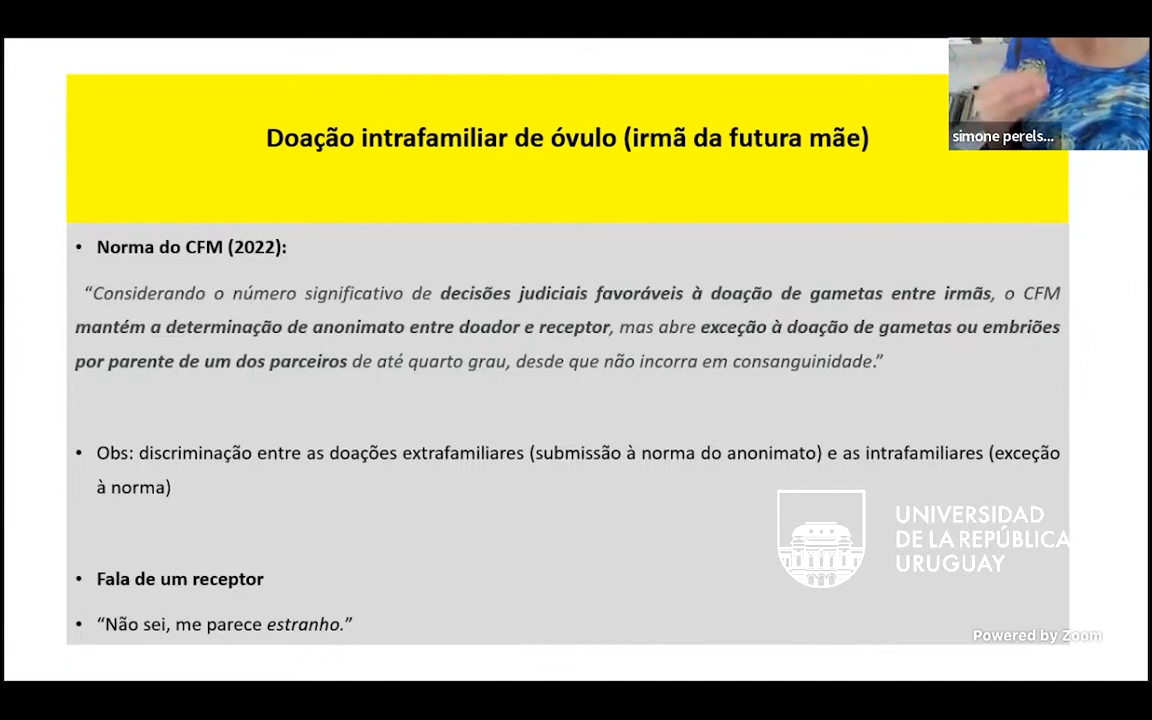 Doação intrafamiliar de óvulo (irmã da futura mãe)
simone perels...
• Norma do CFM (2022):
“Considerando o número significativo de decisões judiciais favoráveis à doação de gametas entre irmãs, o CFM
mantém a determinação de anonimato entre doador e receptor, mas abre exceção à doação de gametas ou embriões
por parente de um dos parceiros de até quarto grau, desde que não incorra em consanguinidade.”
• Obs: discriminação entre as doações extrafamiliares (submissão à norma do anonimato) e as intrafamiliares (exceção
à norma)
• Fala de um receptor
• “Não sei, me parece estranho.”
UNIVERSIDAD
DE LA REPÚBLICA
URUGUAY
Powered by Zoom